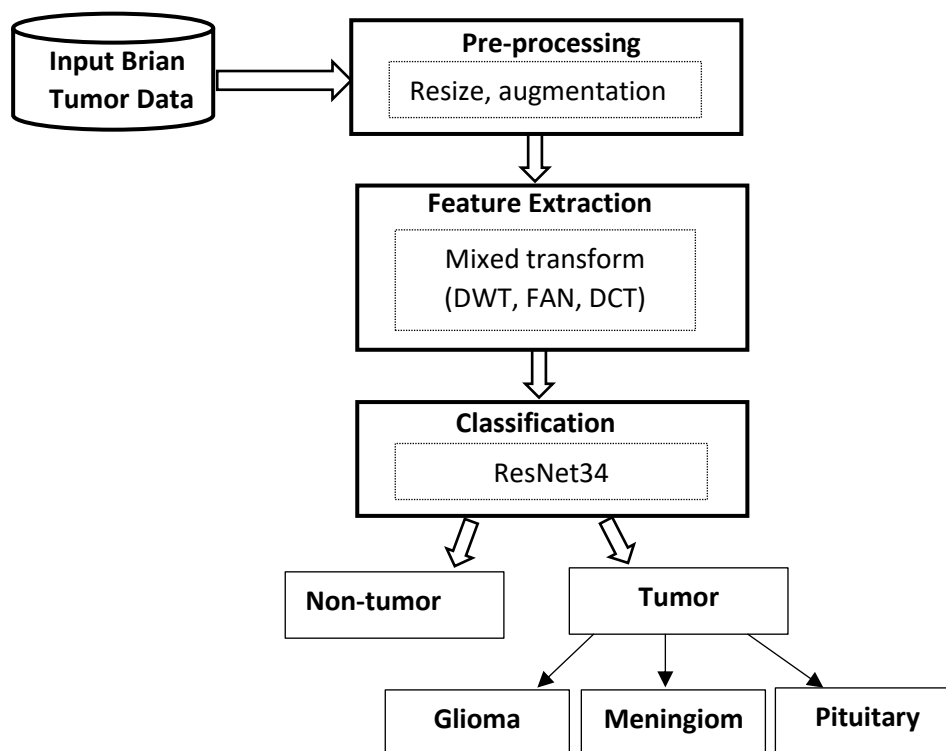 Input Brian
Tumor Data
Pre-processing
Resize, augmentation
Feature Extraction
Mixed transform
(DWT, FAN, DCT)
Classification
ResNet34
Non-tumor
Tumor
Glioma
Meningiom
Pituitary